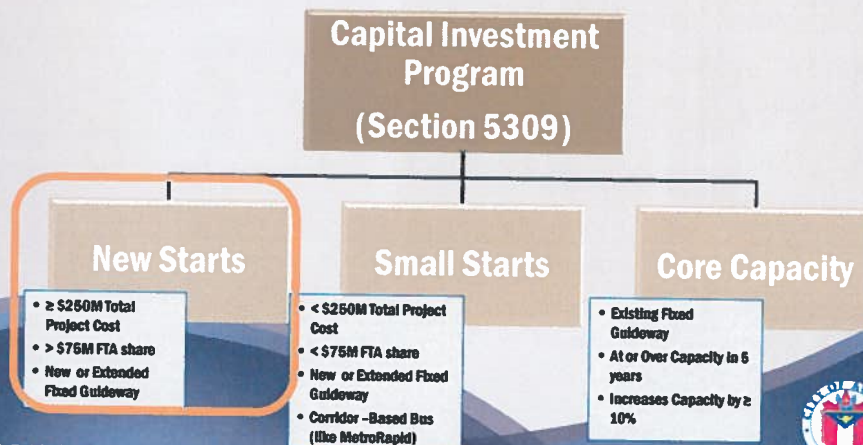 Capital Investment
Program
(Section 5309)
New Starts
Small Starts
Core Capacity
• ≥ $250M Total
Project Cost
• > $75M FTA share
• New or Extended
Fixed Guideway
• < $250M Total Project
Cost
• < $75M FTA share
• New or Extended Fixed
Guideway
• Corridor –Based Bus
(like MetroRapid)
• Existing Fixed
Guideway
• At or Over Capacity in 5
years
• Increases Capacity by ≥
10%
CITY OF